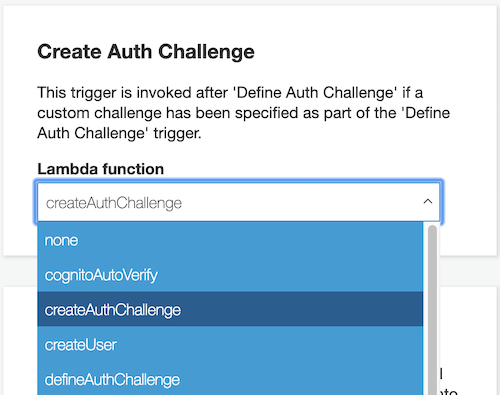 Create Auth Challenge
This trigger is invoked after 'Define Auth Challenge' if a
custom challenge has been specified as part of the 'Define
Auth Challenge' trigger.
Lambda function
createAuthChallenge
none
cognitoAutoVerify
createAuthChallenge
createUser
defineAuthChallenge